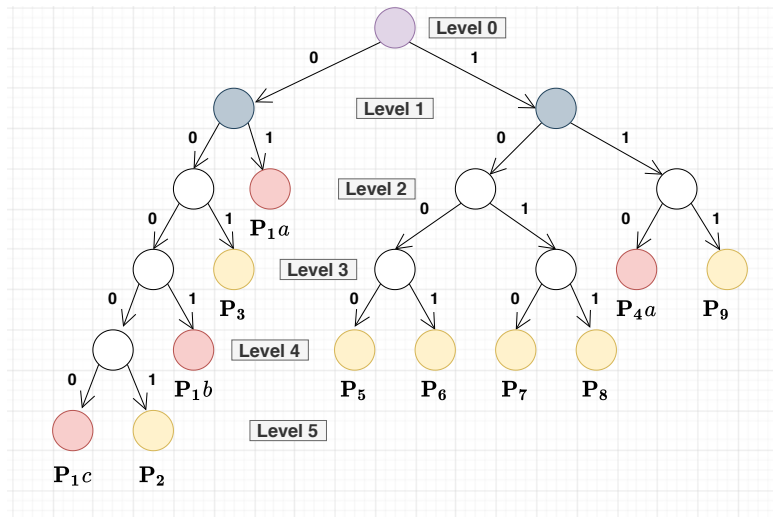 Level 0
0 1
Level 1
0 1 0 1
Level 2
P₁a
0 1 0 1 0 1
Level 3
P₃ P₄a P₉
0 1 0 1 0 1
P₁b Level 4
P₅ P₆ P₇ P₈
0 1
Level 5
P₁c P₂